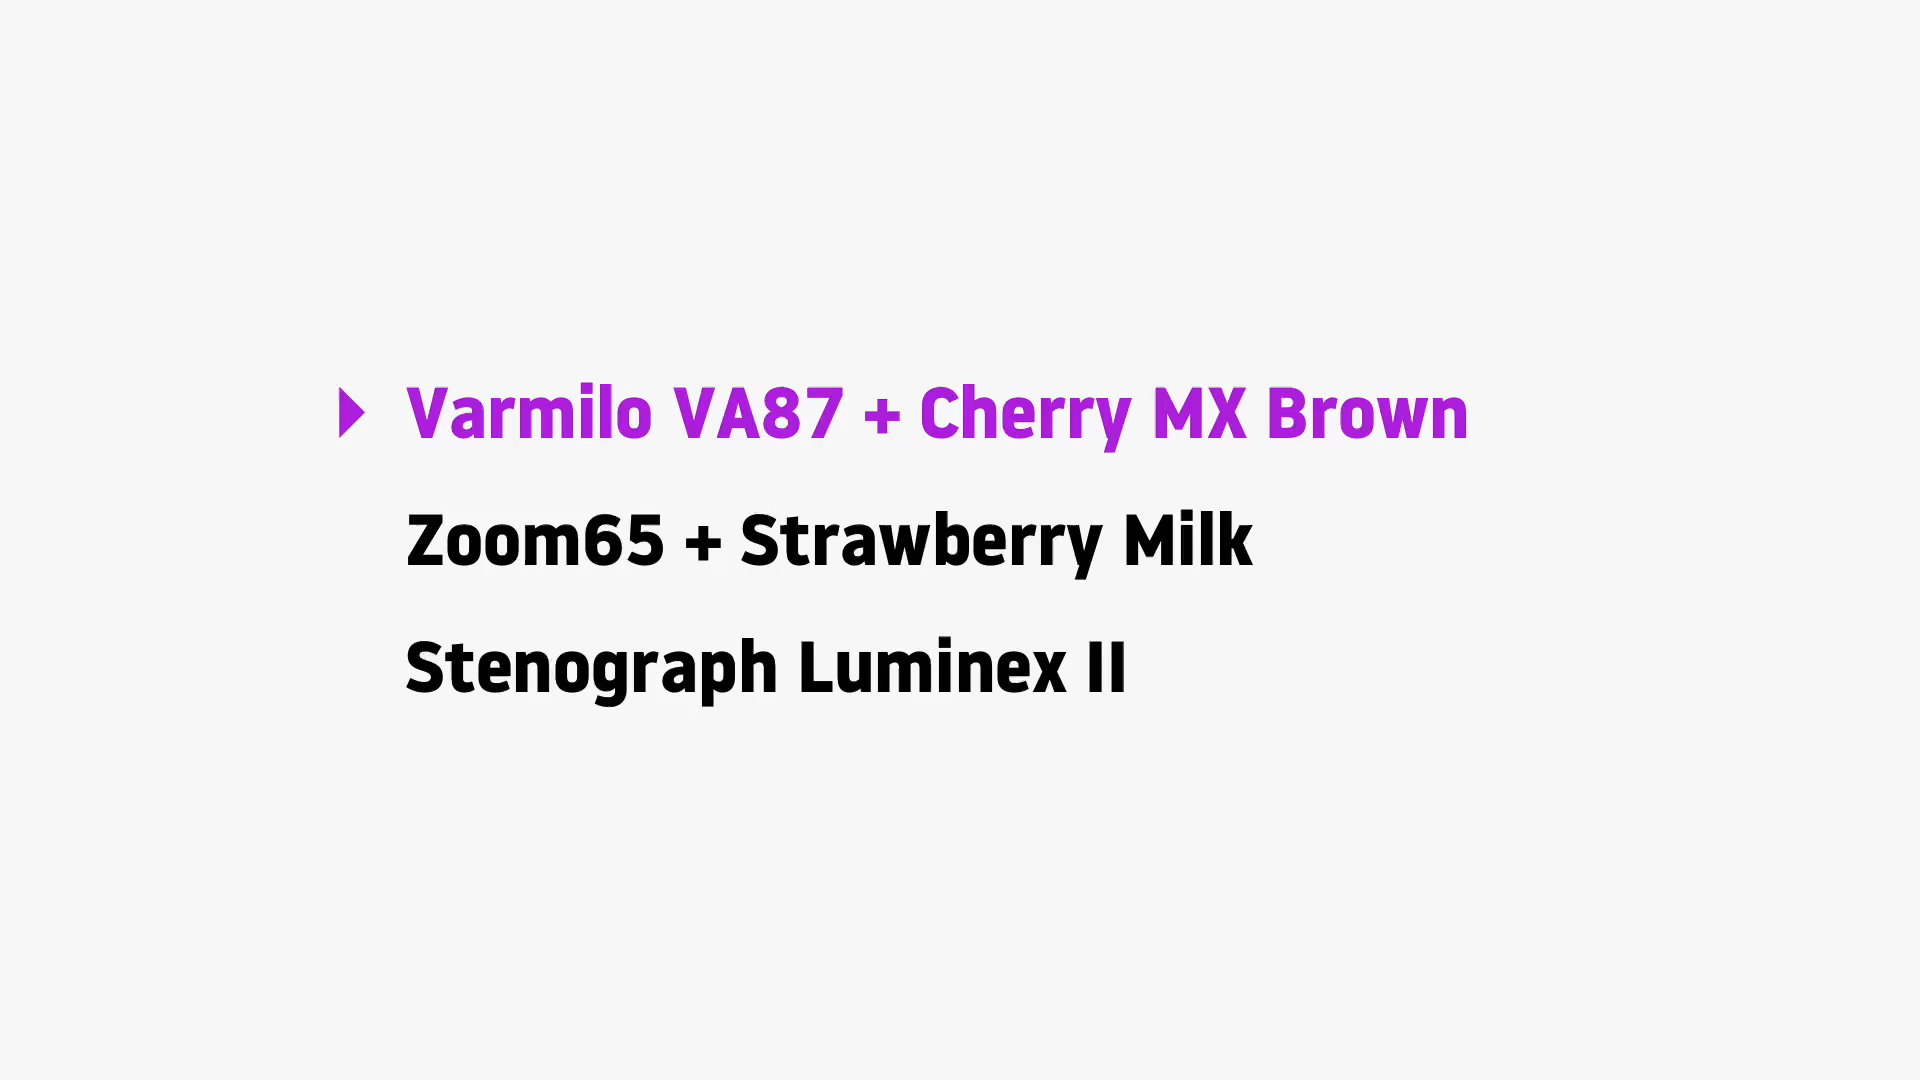 Varmilo VA87 + Cherry MX Brown
Zoom65 + Strawberry Milk
Stenograph Luminex II